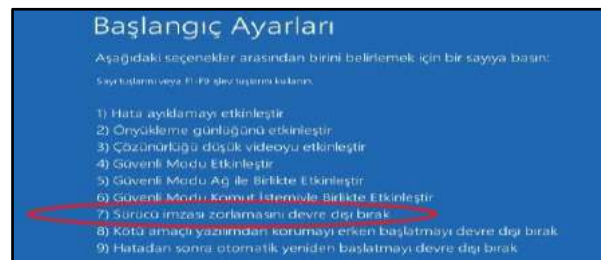 Başlangıç Ayarları
Aşağıdaki seçenekler arasından birini belirlemek için bir sayıya basın:
Sayı tuşlarını veya F1-F9 işlev tuşlarını kullanın.
1) Hata ayıklamayı etkinleştir
2) Önyükleme günlüğünü etkinleştir
3) Çözünürlüğü düşük videoyu etkinleştir
4) Güvenli Modu Etkinleştir
5) Güvenli Modu Ağ ile Birlikte Etkinleştir
6) Güvenli Modu Komut İstemiyle Birlikte Etkinleştir
7) Sürücü imzası zorlamasını devre dışı bırak
8) Kötü amaçlı yazılımdan korumayı erken başlatmayı devre dışı bırak
9) Hatadan sonra otomatik yeniden başlatmayı devre dışı bırak